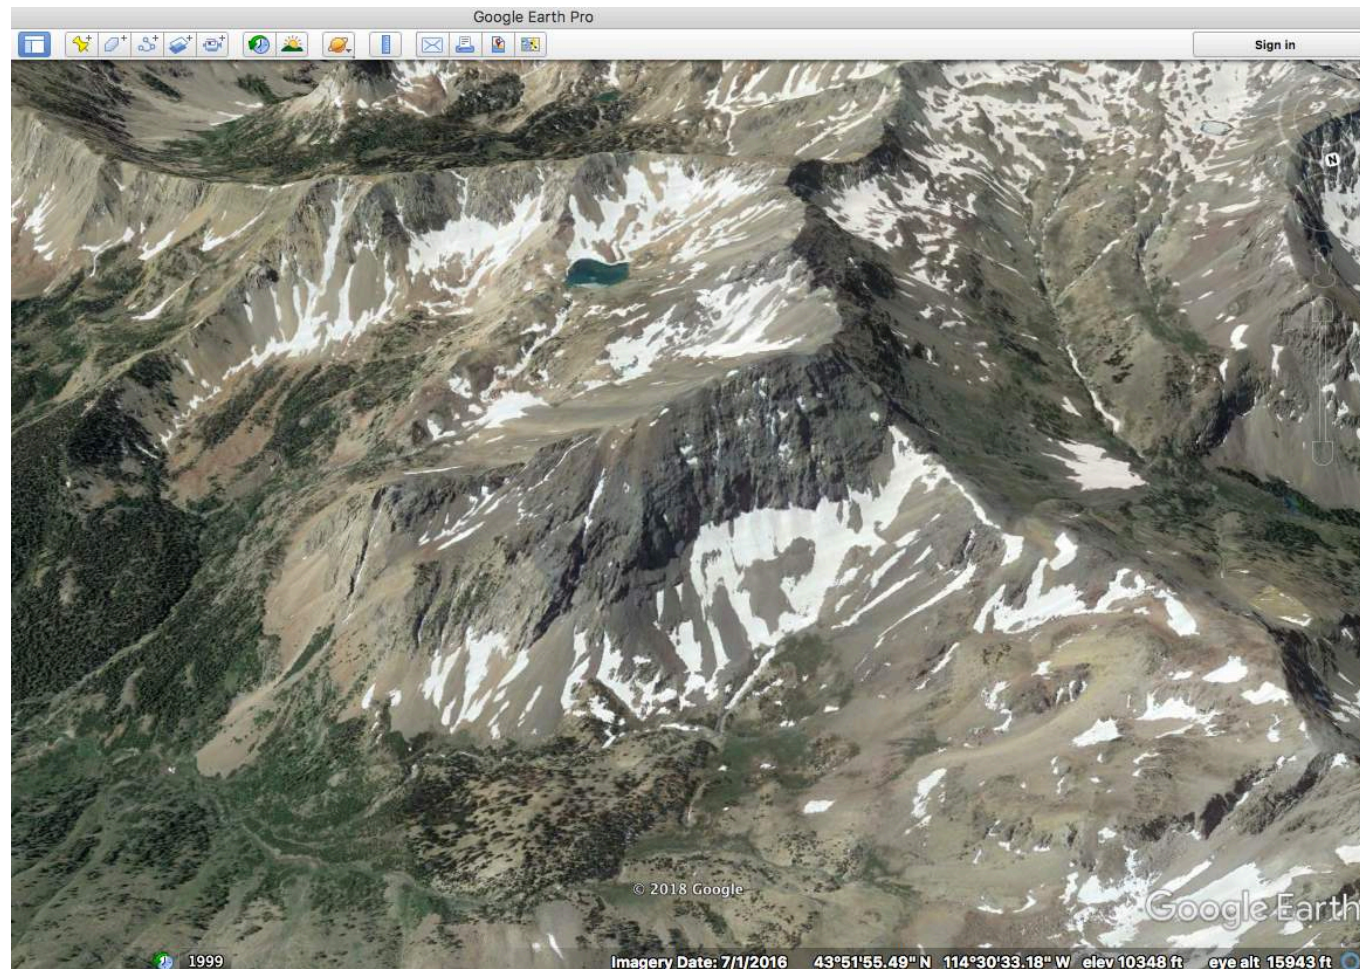 Google Earth Pro
Sign in
N
© 2018 Google
Google Earth
1999
Imagery Date: 7/1/2016 43°51'55.49" N 114°30'33.18" W elev 10348 ft eye alt 15943 ft